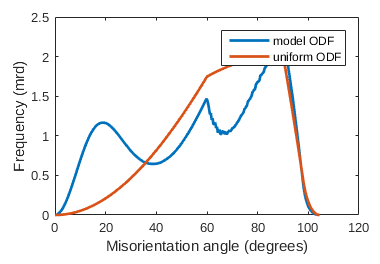 2.5
2
1.5
1
0.5
0
0 20 40 60 80 100 120
Frequency (mrd)
Misorientation angle (degrees)
model ODF
uniform ODF